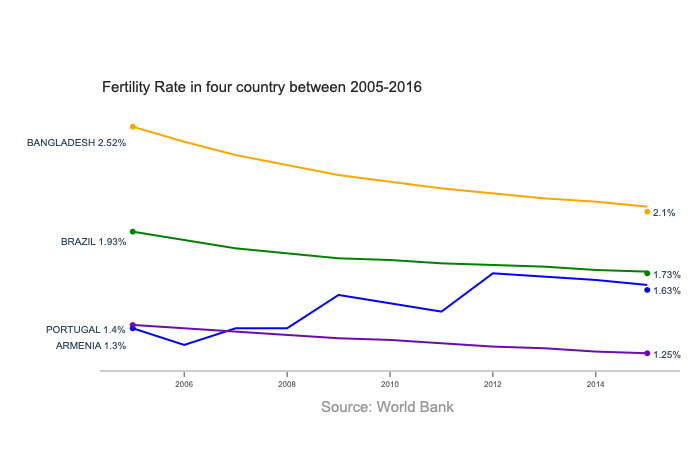 Fertility Rate in four country between 2005-2016
BANGLADESH 2.52%
2.1%
BRAZIL 1.93%
1.73%
1.63%
PORTUGAL 1.4%
ARMENIA 1.3%
1.25%
2006 2008 2010 2012 2014
Source: World Bank